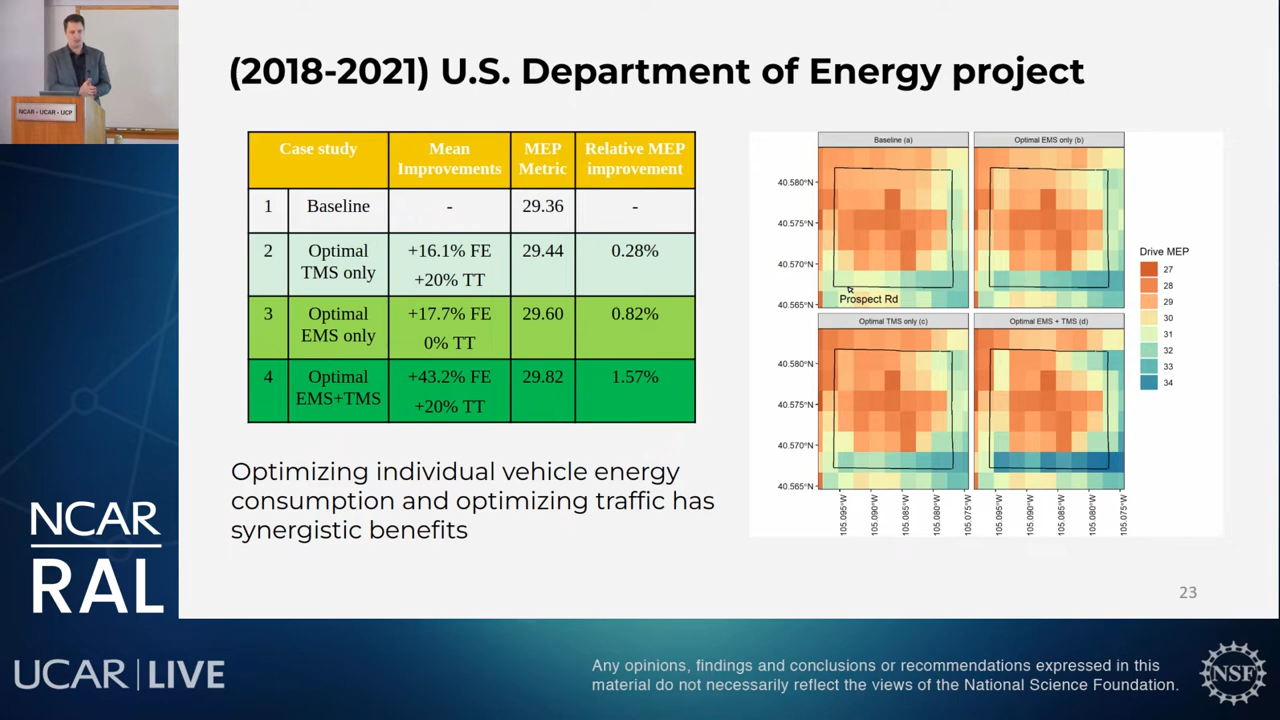 NCAR - UCAR - UCP
(2018-2021) U.S. Department of Energy project
Case study
Mean
Improvements
MEP
Metric
Relative MEP
improvement
1
Baseline
-
29.36
-
2
Optimal
TMS only
+16.1% FE
+20% TT
29.44
0.28%
3
Optimal
EMS only
+17.7% FE
0% TT
29.60
0.82%
4
Optimal
EMS+TMS
+43.2% FE
+20% TT
29.82
1.57%
Optimizing individual vehicle energy
consumption and optimizing traffic has
synergistic benefits
Baseline (a)
Optimal EMS only (b)
40.580°N
40.575°N
40.570°N
40.565°N
Prospect Rd
Optimal TMS only (c)
Optimal EMS + TMS (d)
40.580°N
40.575°N
40.570°N
40.565°N
105.095°W
105.090°W
105.085°W
105.080°W
105.075°W
105.095°W
105.090°W
105.085°W
105.080°W
105.075°W
Drive MEP
27
28
29
30
31
32
33
34
23
NCAR
RAL
UCAR | LIVE
Any opinions, findings and conclusions or recommendations expressed in this
material do not necessarily reflect the views of the National Science Foundation.
NSF